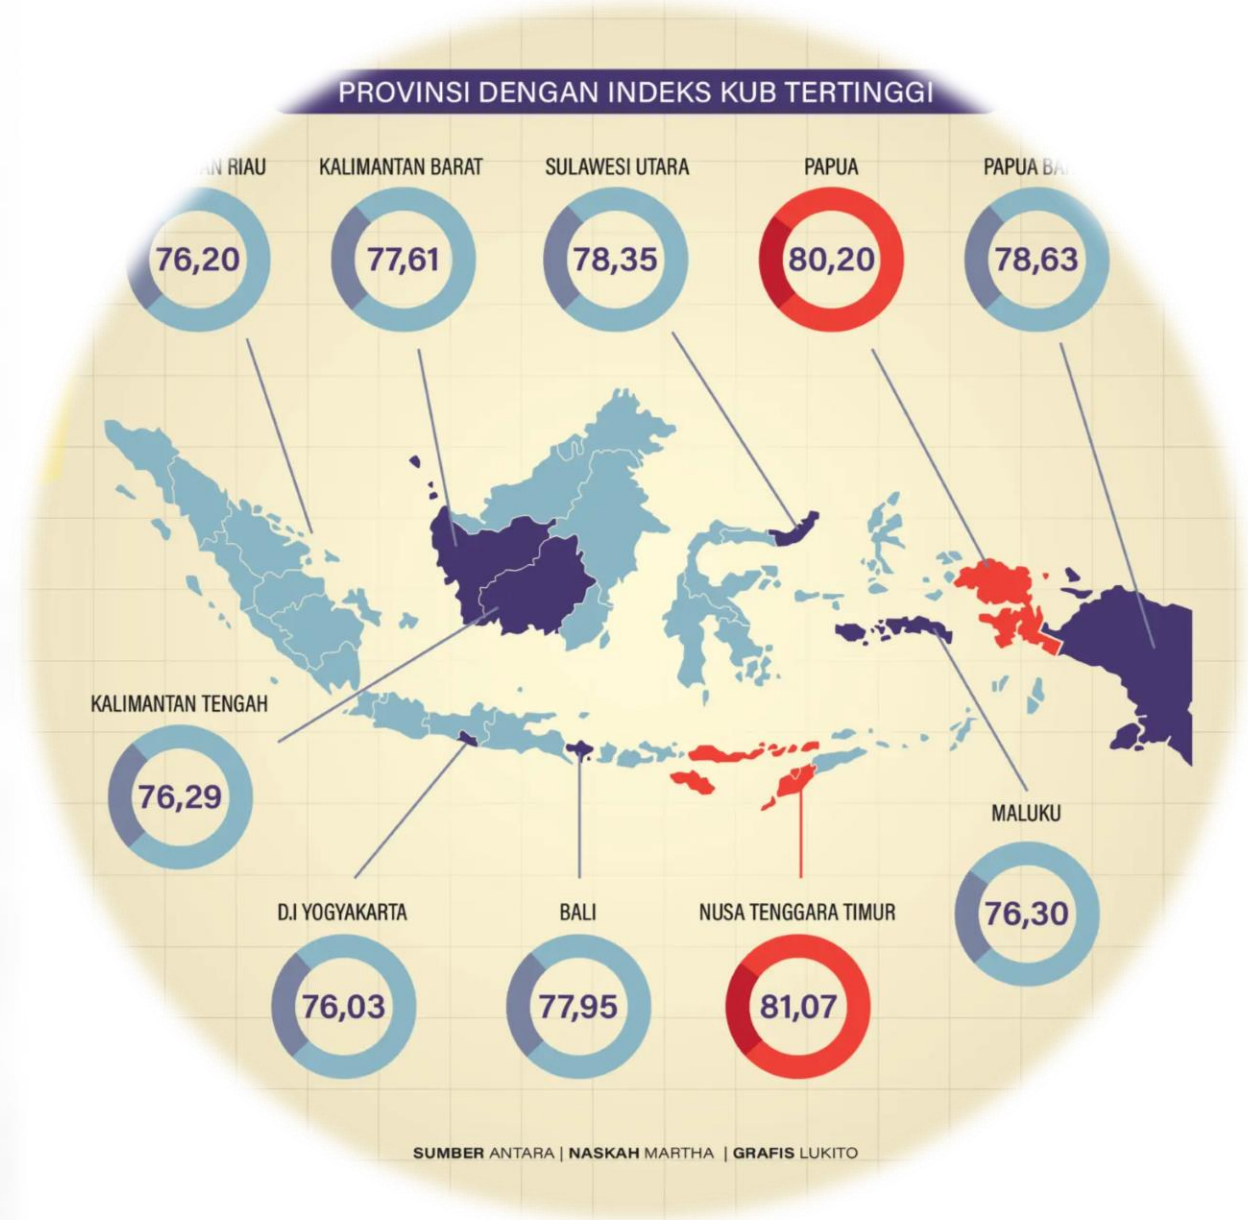 PROVINSI DENGAN INDEKS KUB TERTINGGI
RIAU
KALIMANTAN BARAT
SULAWESI UTARA
PAPUA
PAPUA
76,20
77,61
78,35
80,20
78,63
KALIMANTAN TENGAH
76,29
MALUKU
76,30
D.I YOGYAKARTA
BALI
NUSA TENGGARA TIMUR
76,03
77,95
81,07
SUMBER ANTARA | NASKAH MARTHA | GRAFIS LUKITO